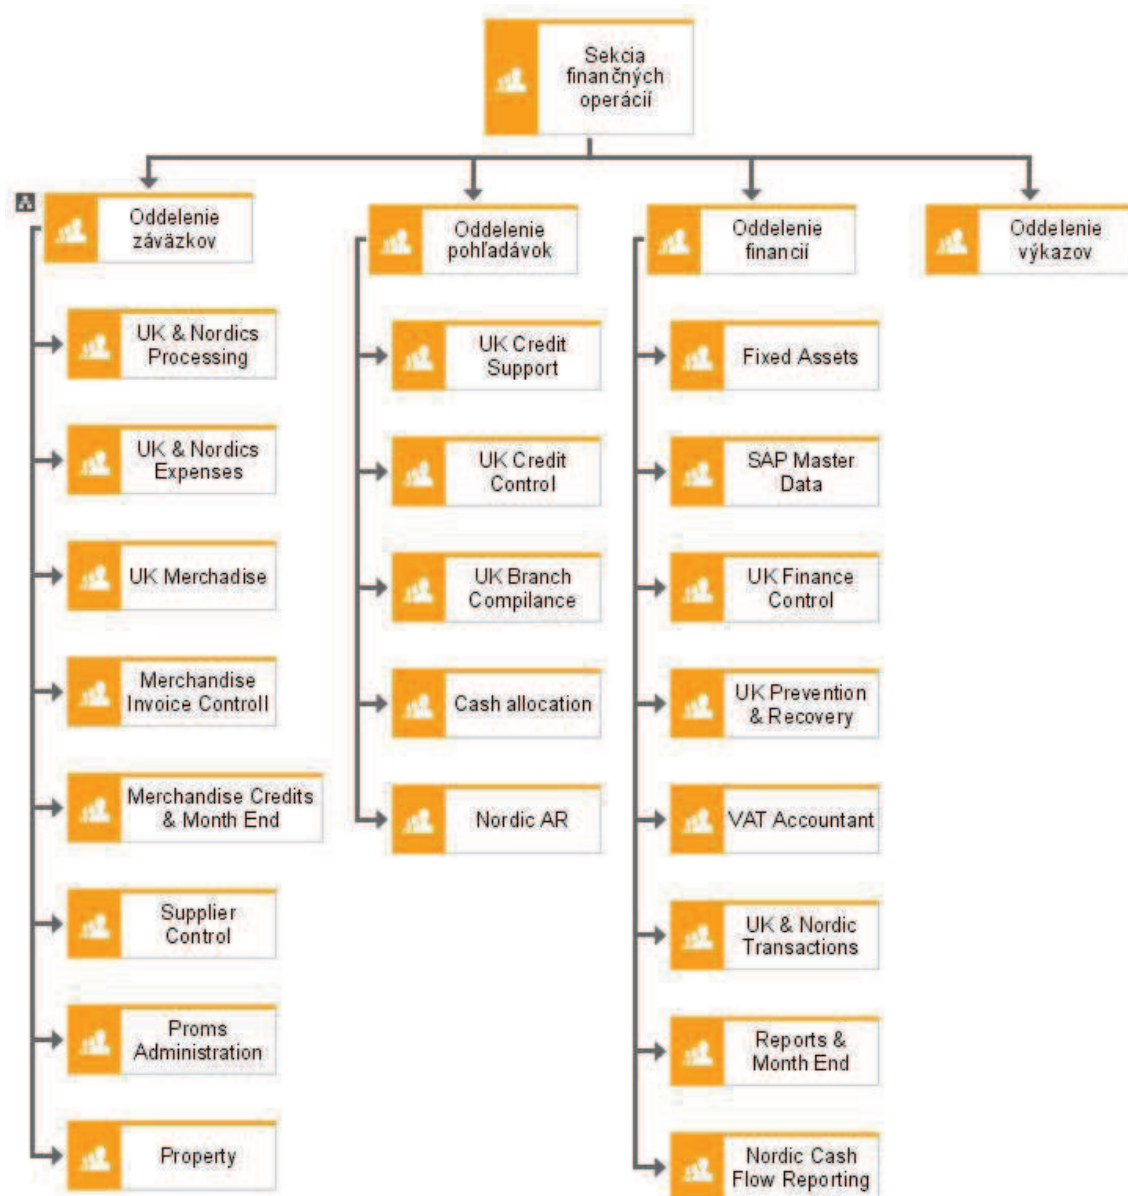 Sekcia
finančných
operácií
Oddelenie
záväzkov
Oddelenie
pohľadávok
Oddelenie
financií
Oddelenie
výkazov
UK & Nordics
Processing
UK & Nordics
Expenses
UK Merchadise
Merchandise
Invoice Controll
Merchandise Credits
& Month End
Supplier
Control
Proms
Administration
Property
UK Credit
Support
UK Credit
Control
UK Branch
Compilance
Cash allocation
Nordic AR
Fixed Assets
SAP Master
Data
UK Finance
Control
UK Prevention
& Recovery
VAT Accountant
UK & Nordic
Transactions
Reports &
Month End
Nordic Cash
Flow Reporting